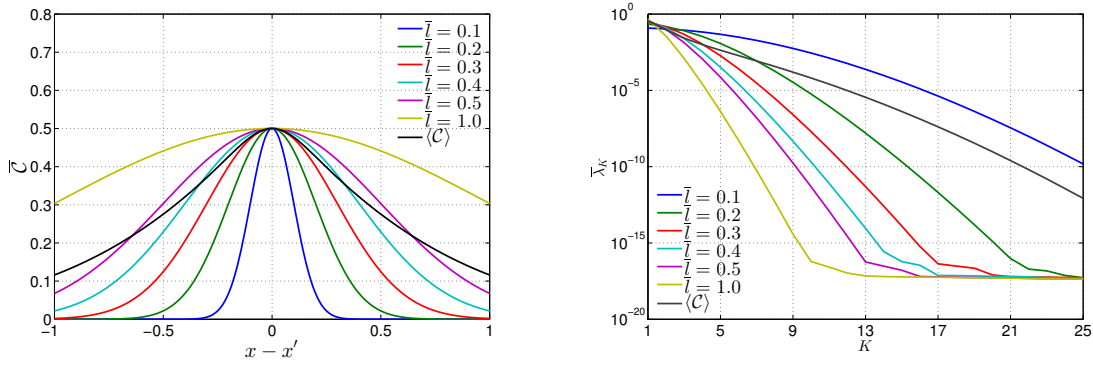 0.8
0.7
0.6
0.5
0.4
0.3
0.2
0.1
0
−1
−0.5
0
0.5
1
x − x′
C̅
l̅ = 0.1
l̅ = 0.2
l̅ = 0.3
l̅ = 0.4
l̅ = 0.5
l̅ = 1.0
⟨C⟩
10⁰
10⁻⁵
10⁻¹⁰
10⁻¹⁵
10⁻²⁰
1
5
9
13
17
21
25
K
λ̅_K
l̅ = 0.1
l̅ = 0.2
l̅ = 0.3
l̅ = 0.4
l̅ = 0.5
l̅ = 1.0
⟨C⟩